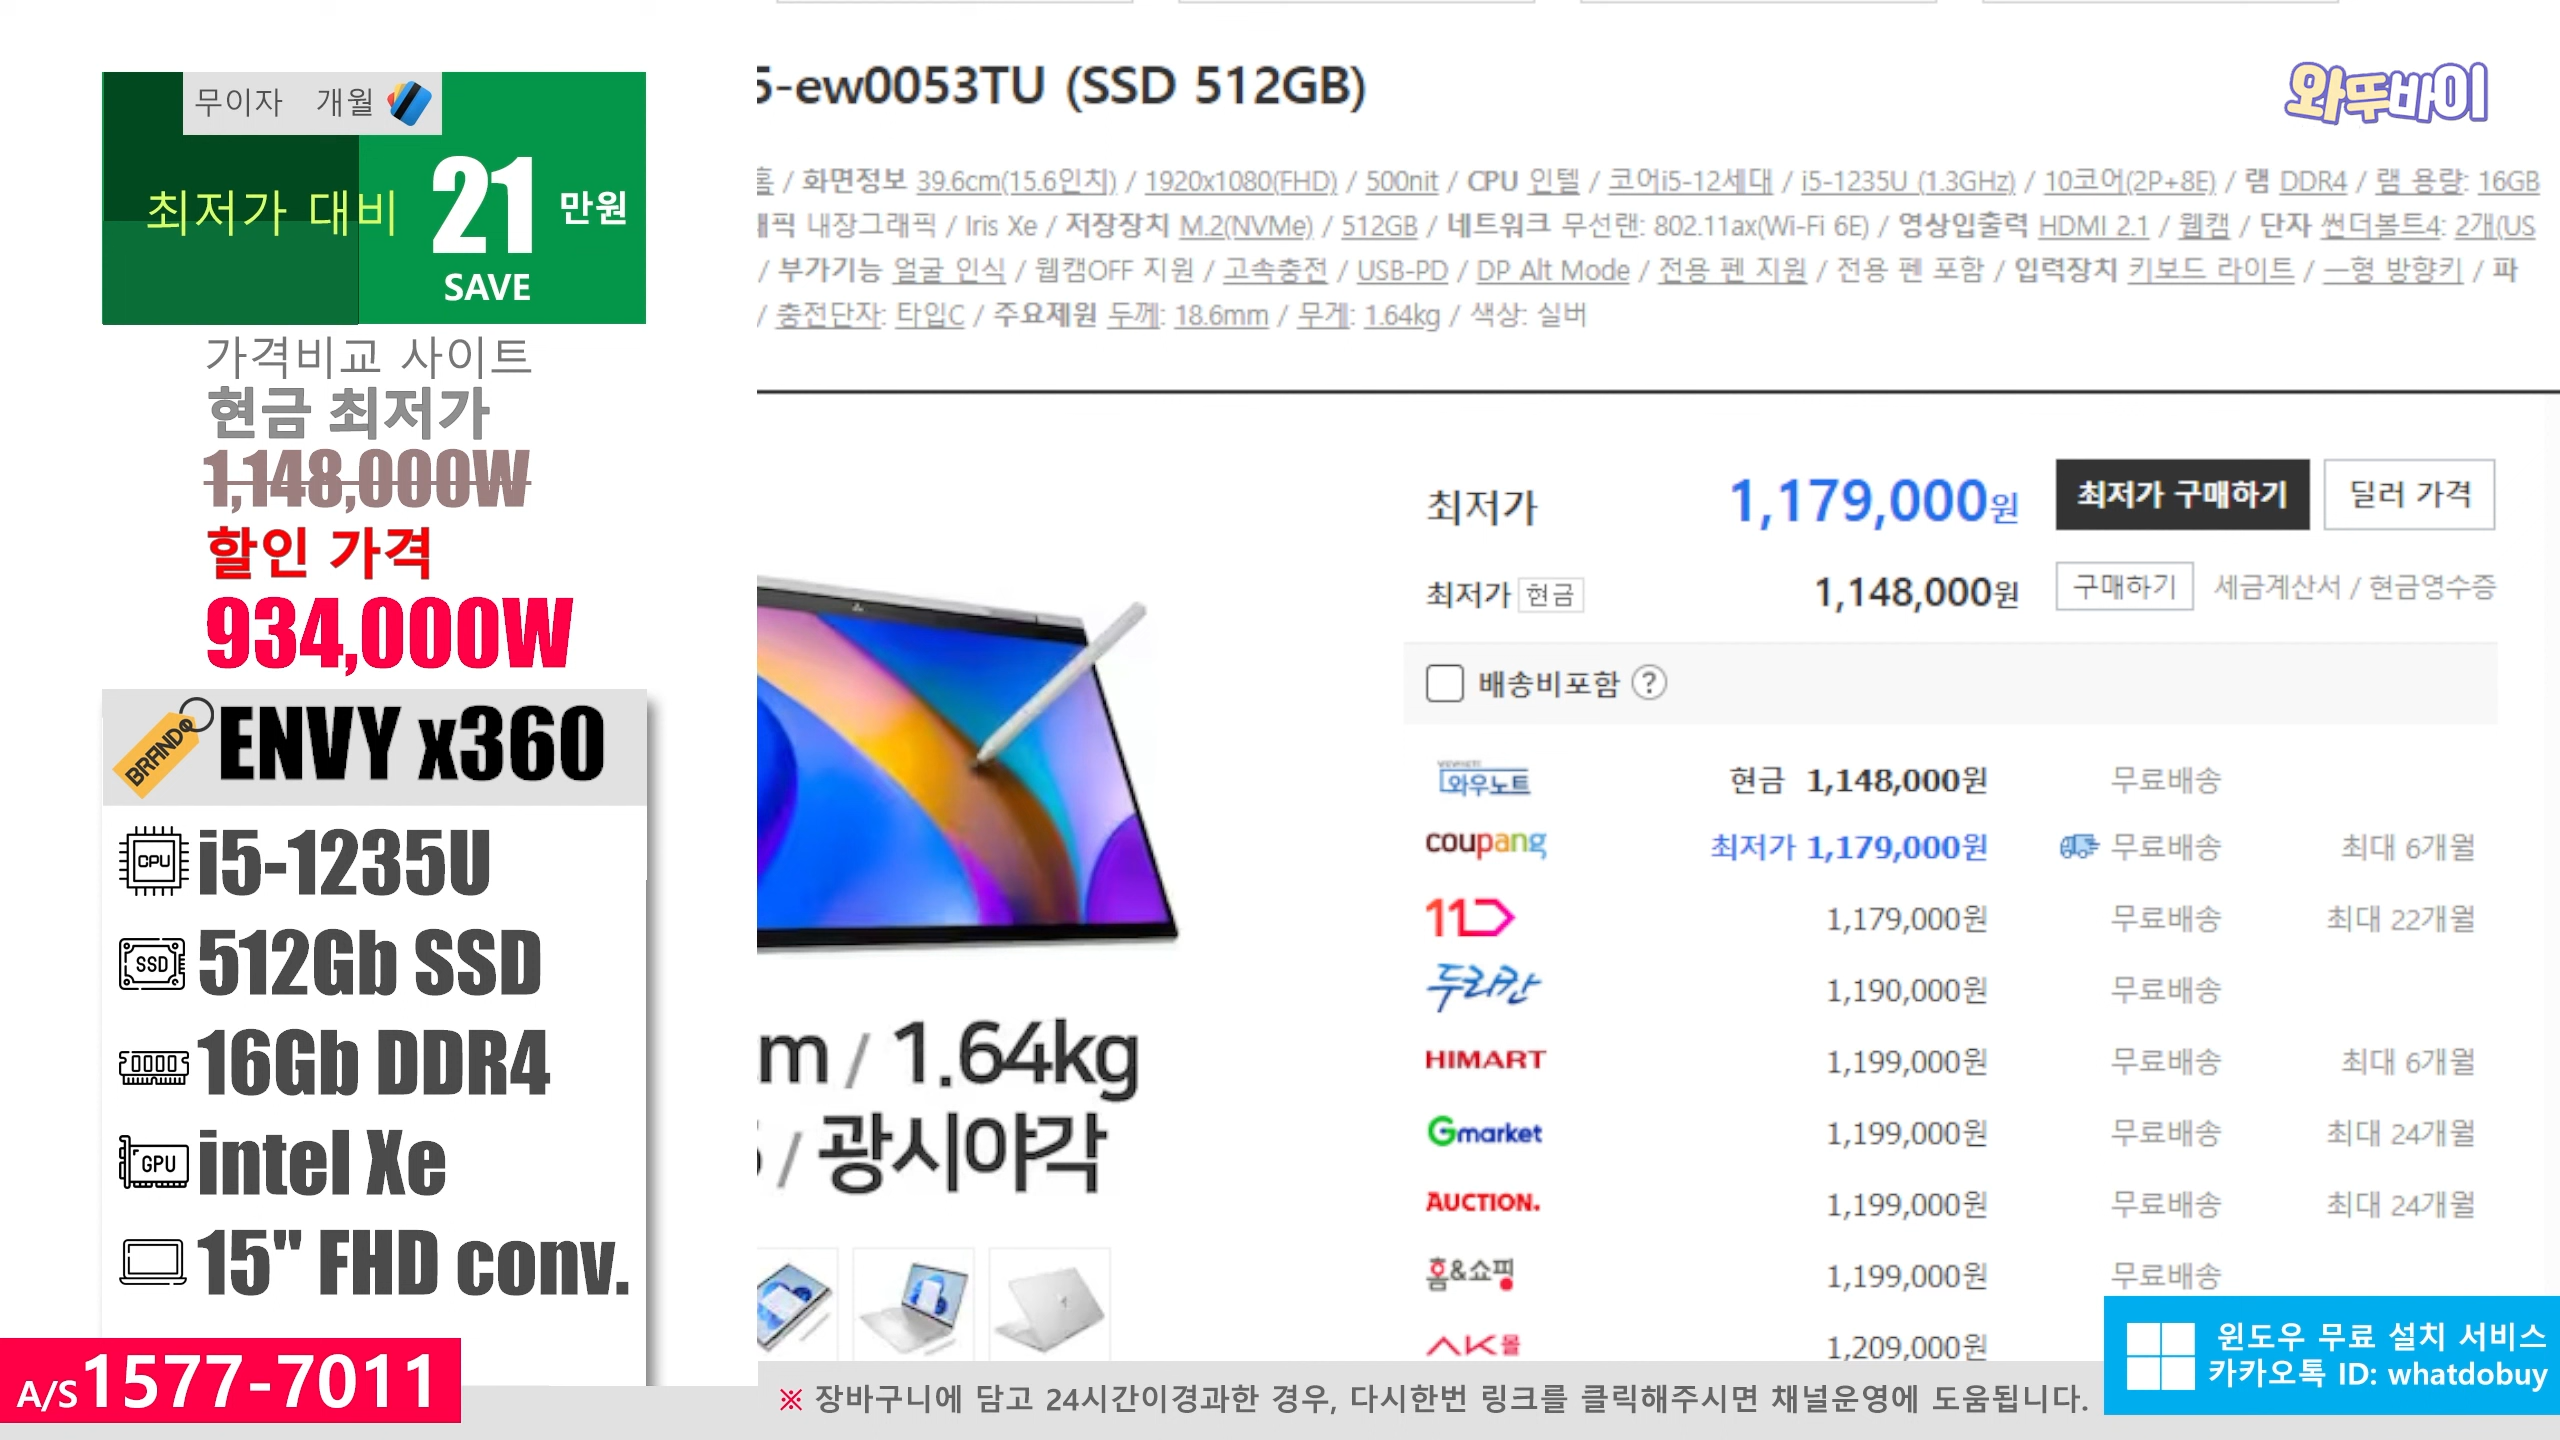 무이자 개월
최저가 대비 21 만원
SAVE
가격비교 사이트
현금 최저가
1,148,000W
할인 가격
934,000W
BRAND
ENVY x360
CPU i5-1235U
SSD 512Gb SSD
16Gb DDR4
GPU intel Xe
15" FHD conv.
A/S 1577-7011
5-ew0053TU (SSD 512GB)
와뚜바이
/ 화면정보 39.6cm(15.6인치) / 1920x1080(FHD) / 500nit / CPU 인텔 / 코어i5-12세대 / i5-1235U (1.3GHz) / 10코어(2P+8E) / 램 DDR4 / 램 용량: 16GB
래픽 내장그래픽 / Iris Xe / 저장장치 M.2(NVMe) / 512GB / 네트워크 무선랜: 802.11ax(Wi-Fi 6E) / 영상입출력 HDMI 2.1 / 웹캠 / 단자 썬더볼트4: 2개(US
/ 부가기능 얼굴 인식 / 웹캠OFF 지원 / 고속충전 / USB-PD / DP Alt Mode / 전용 펜 지원 / 전용 펜 포함 / 입력장치 키보드 라이트 / ㅡ형 방향키 / 파
/ 충전단자: 타입C / 주요제원 두께: 18.6mm / 무게: 1.64kg / 색상: 실버
최저가 1,179,000원 최저가 구매하기 딜러 가격
최저가 현금 1,148,000원 구매하기 세금계산서 / 현금영수증
배송비포함 ?
와우노트 현금 1,148,000원 무료배송
coupang 최저가 1,179,000원 무료배송 최대 6개월
11 1,179,000원 무료배송 최대 22개월
두리칸 1,190,000원 무료배송
HIMART 1,199,000원 무료배송 최대 6개월
Gmarket 1,199,000원 무료배송 최대 24개월
AUCTION. 1,199,000원 무료배송 최대 24개월
홈&쇼핑 1,199,000원 무료배송
AK몰 1,209,000원
m / 1.64kg
/ 광시야각
※ 장바구니에 담고 24시간이경과한 경우, 다시한번 링크를 클릭해주시면 채널운영에 도움됩니다.
윈도우 무료 설치 서비스
카카오톡 ID: whatdobuy